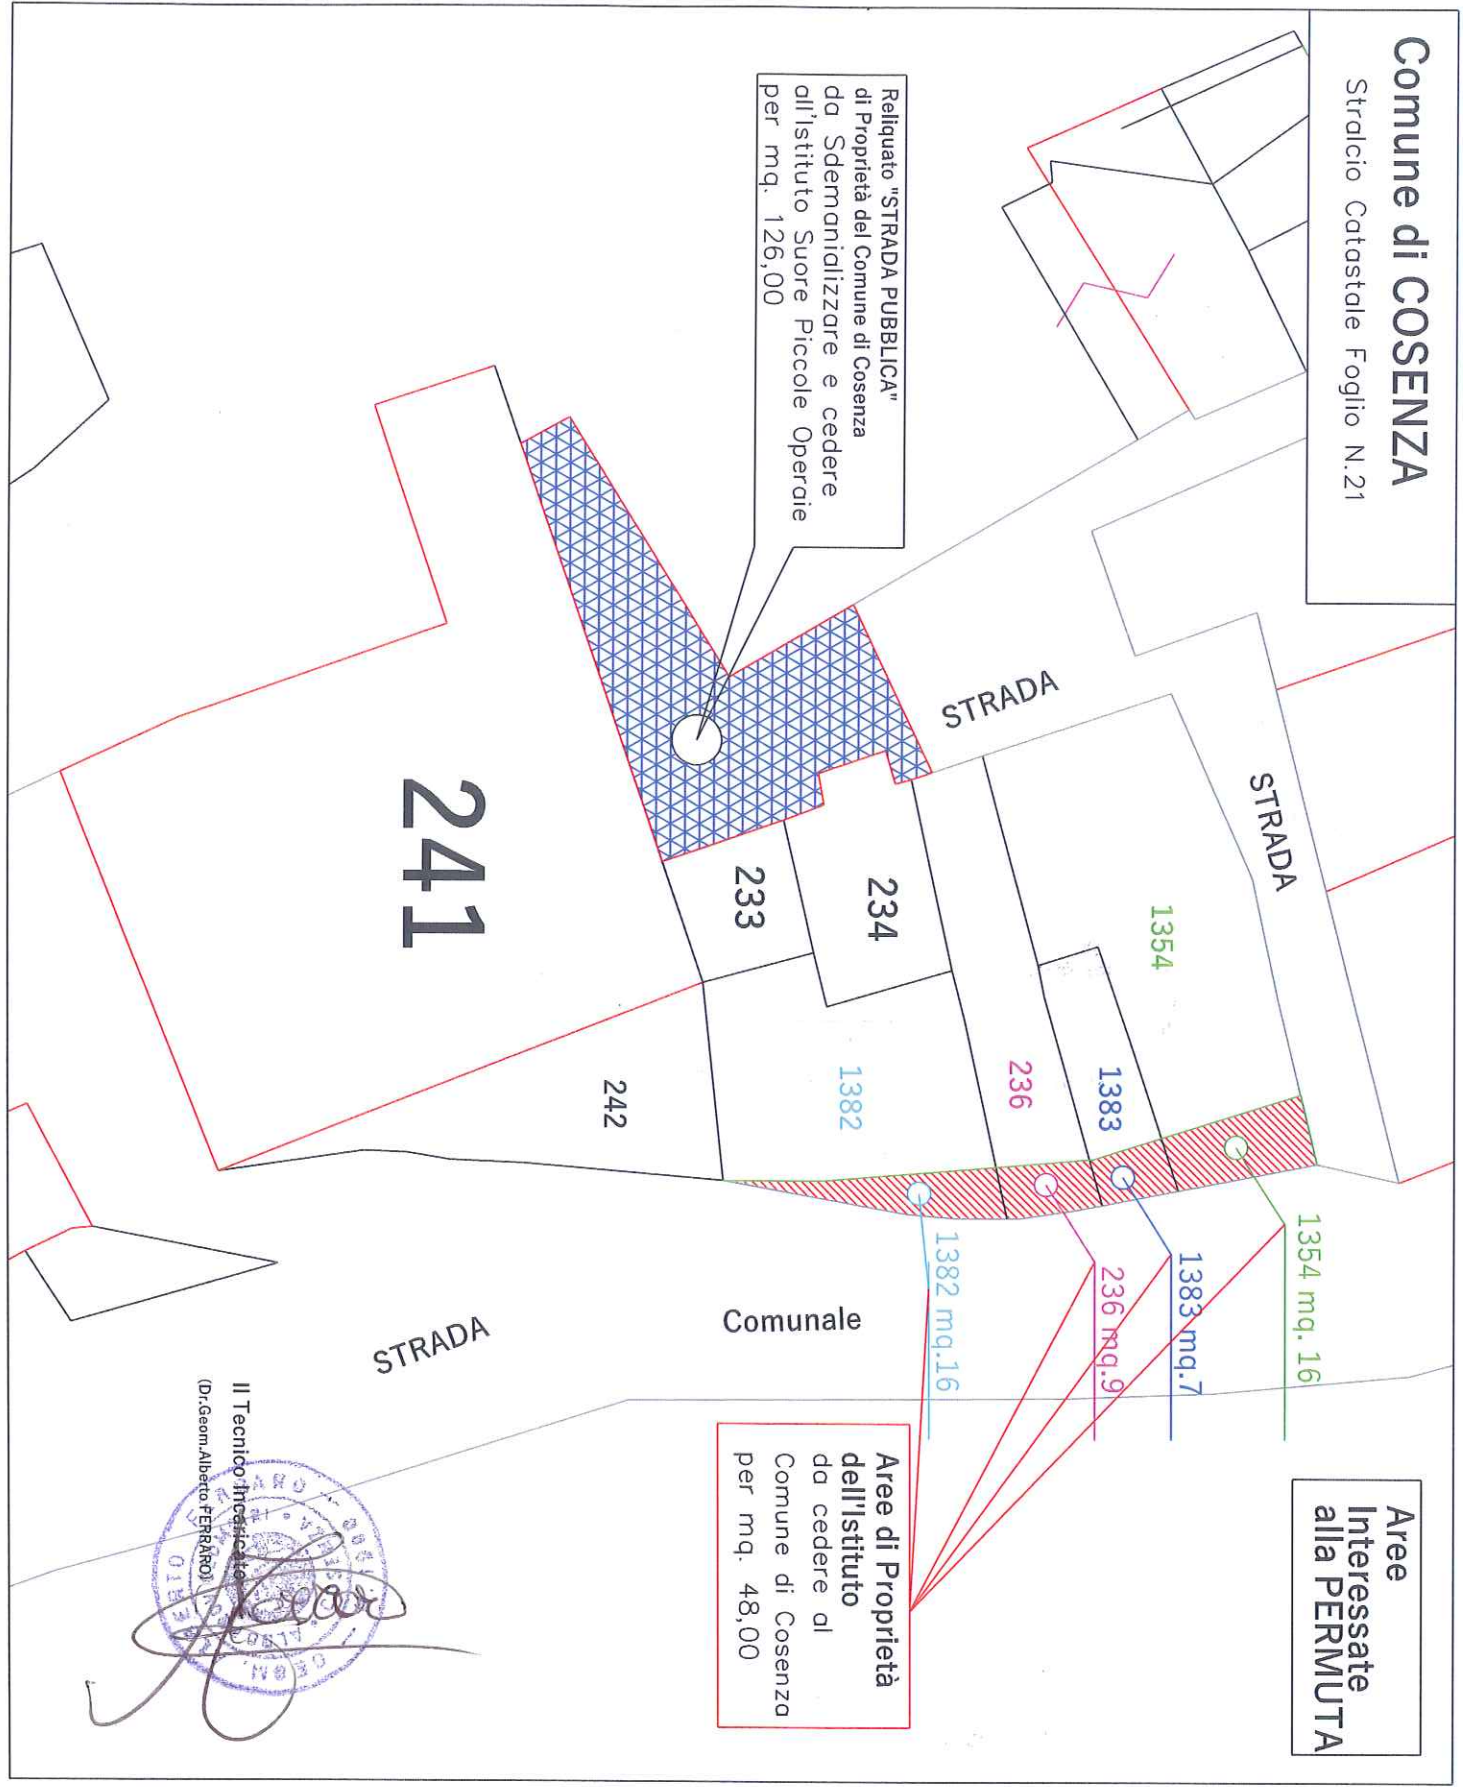 Comune di COSENZA
Stralcio Catastale Foglio N.21
Aree
Interessate
alla PERMUTA
Reliquato "STRADA PUBBLICA"
di Proprietà del Comune di Cosenza
da Sdemanializzare e cedere
all'Istituto Suore Piccole Operaie
per mq. 126,00
STRADA
STRADA
1354
234
233
241
1383
236
1382
242
1354 mq. 16
1383 mq.7
236 mq.9
1382 mq.16
Comunale
STRADA
Aree di Proprietà
dell'Istituto
da cedere al
Comune di Cosenza
per mq. 48,00
Il Tecnico Incaricato
(Dr.Geom.Alberto FERRARO)